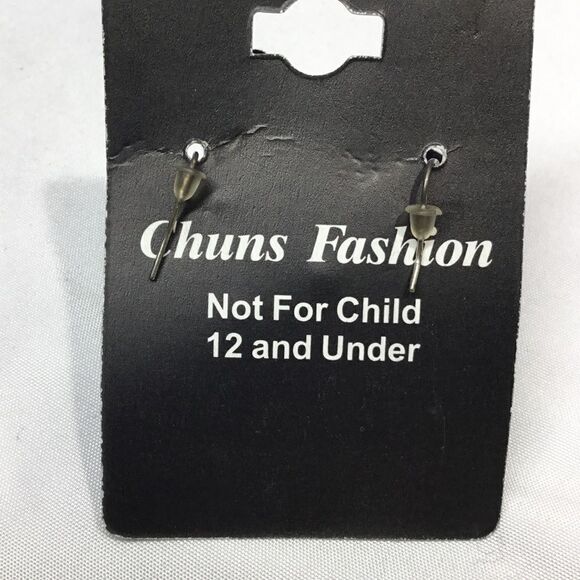 Chuns Fashion
Not For Child
12 and Under